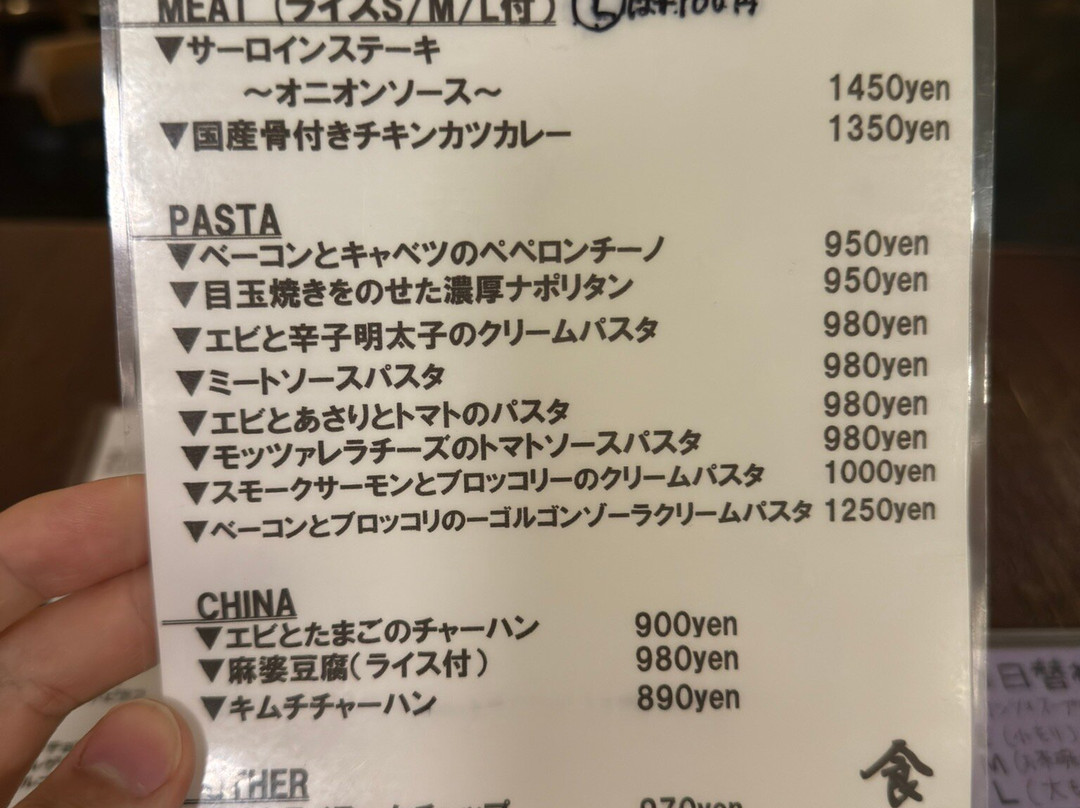 MEAT (ライスS/M/L付) Ⓛは+100円
▼サーロインステーキ
～オニオンソース～ 1450yen
▼国産骨付きチキンカツカレー 1350yen
PASTA
▼ベーコンとキャベツのペペロンチーノ 950yen
▼目玉焼きをのせた濃厚ナポリタン 950yen
▼エビと辛子明太子のクリームパスタ 980yen
▼ミートソースパスタ 980yen
▼エビとあさりとトマトのパスタ 980yen
▼モッツァレラチーズのトマトソースパスタ 980yen
▼スモークサーモンとブロッコリーのクリームパスタ 1000yen
▼ベーコンとブロッコリのーゴルゴンゾーラクリームパスタ 1250yen
CHINA
▼エビとたまごのチャーハン 900yen
▼麻婆豆腐(ライス付) 980yen
▼キムチチャーハン 890yen
食
THER
970yen
日替